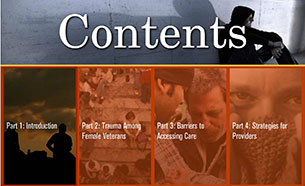 Contents
Part 1: Introduction
Part 2: Trauma Among
Female Veterans
Part 3: Barriers to
Accessing Care
Part 4: Strategies for
Providers